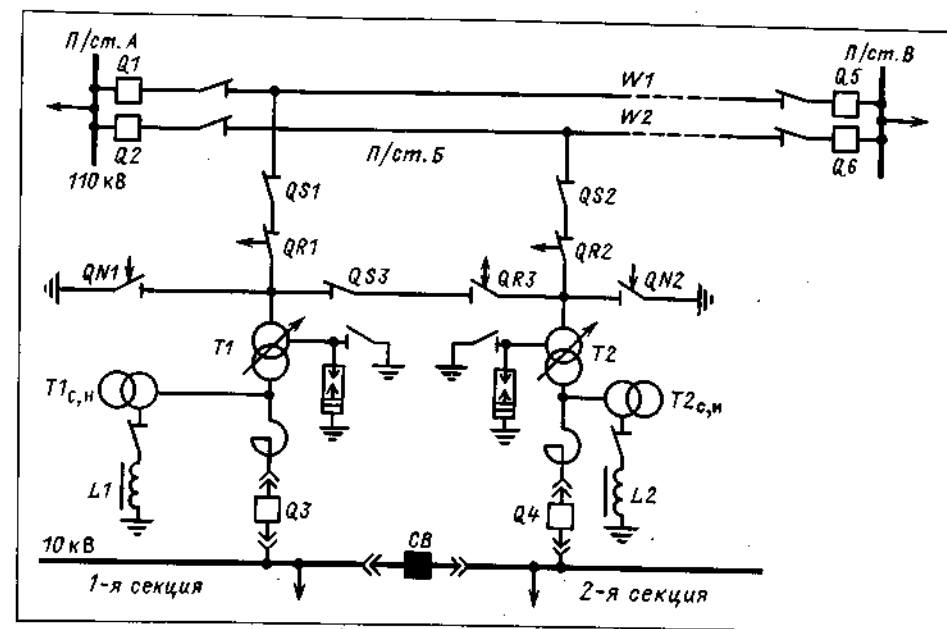 П/ст. А
Q1
П/ст. В
Q5
W1
W2
Q2
П/ст. Б
Q6
110 кВ
QS1
QS2
QR1
QR2
QN1
QS3
QR3
QN2
T1
T2
T1с,н
T2с,н
L1
Q3
Q4
L2
СВ
10 кВ
1-я секция
2-я секция